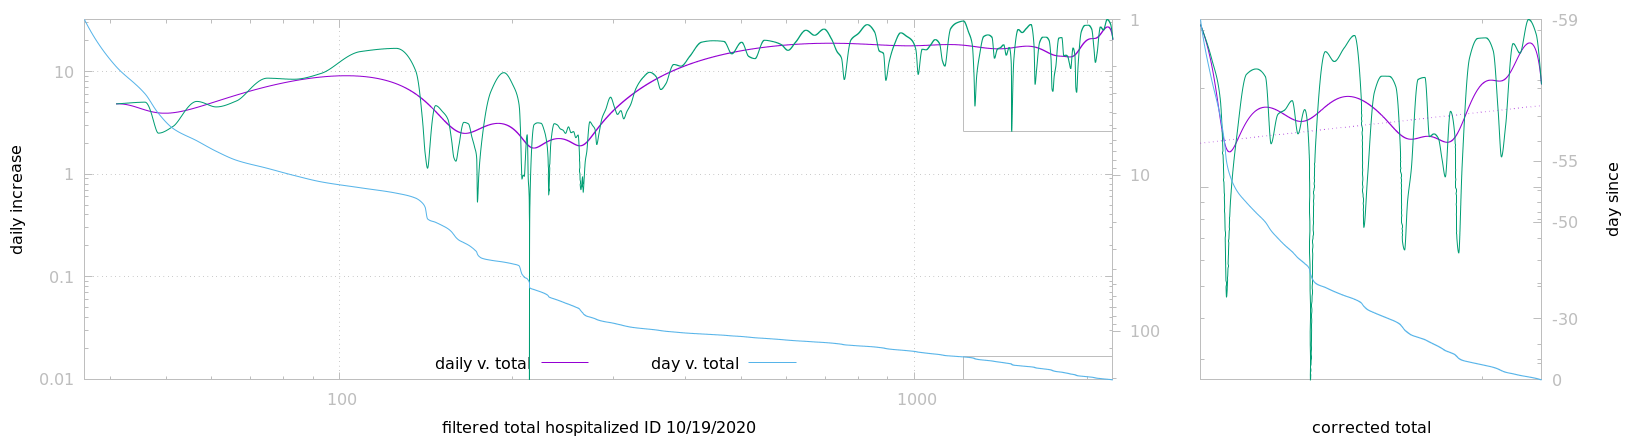 daily increase
10
1
0.1
0.01
100
1000
1
10
100
daily v. total
day v. total
filtered total hospitalized ID 10/19/2020
-59
-55
-50
-30
0
day since
corrected total